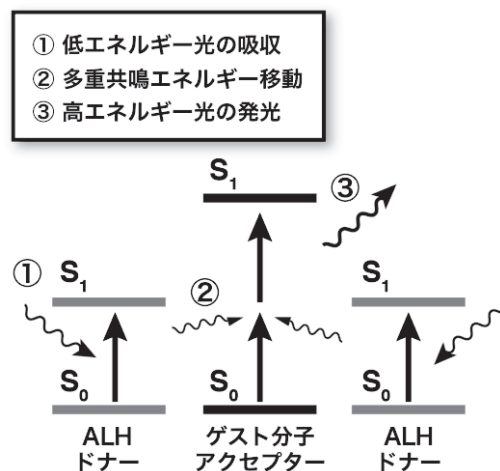 ① 低エネルギー光の吸収
② 多重共鳴エネルギー移動
③ 高エネルギー光の発光
S1
③
①
S1
②
S1
S0
S0
S0
ALH
ドナー
ゲスト分子
アクセプター
ALH
ドナー